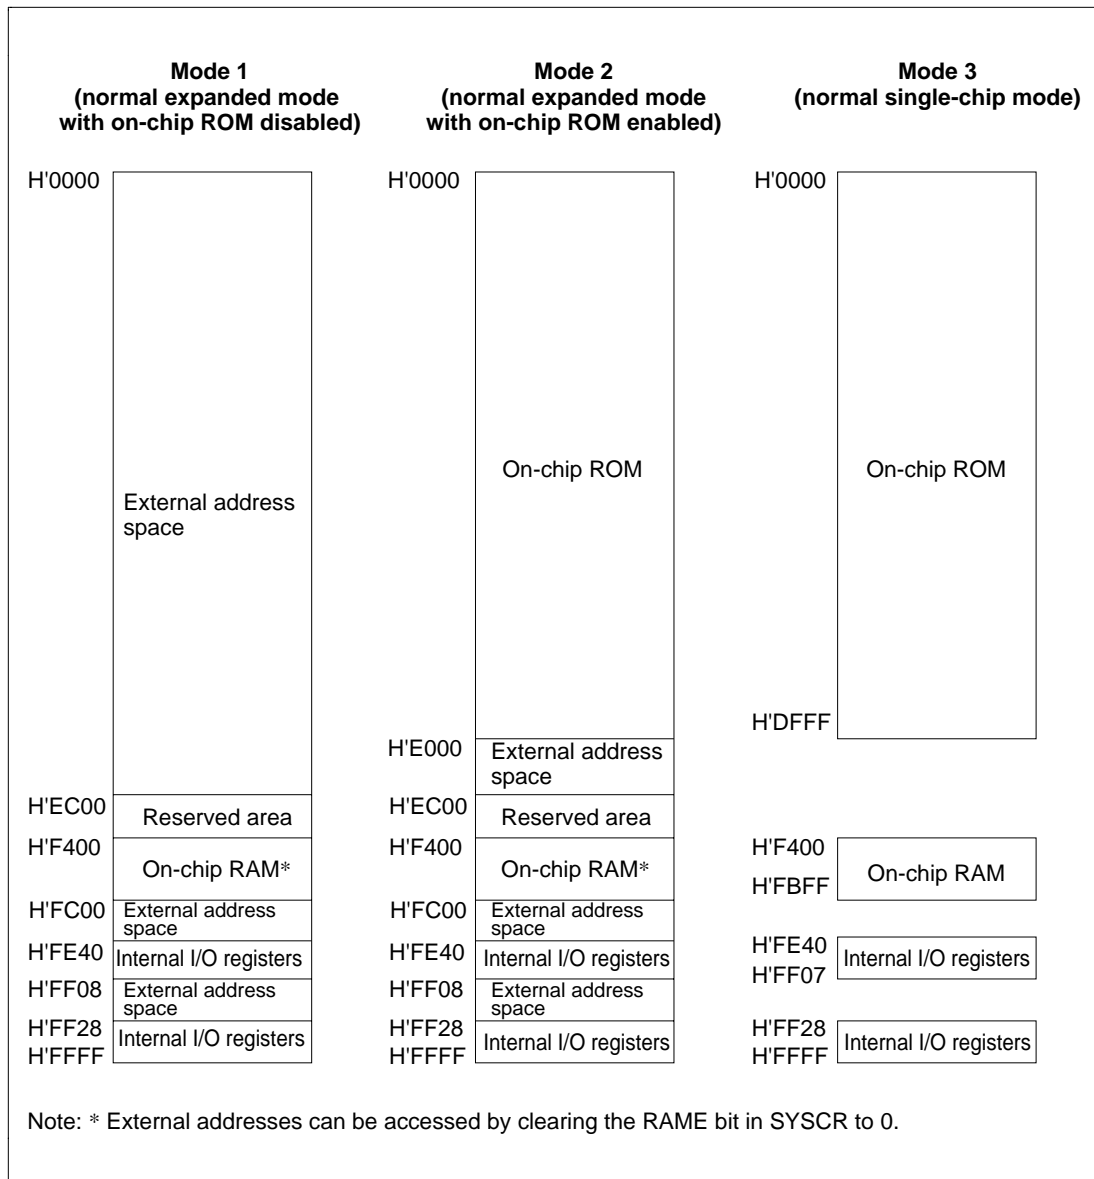 Mode 1
(normal expanded mode
with on-chip ROM disabled)
H'0000
External address
space
H'EC00
Reserved area
H'F400
On-chip RAM*
H'FC00
External address
space
H'FE40
Internal I/O registers
H'FF08
External address
space
H'FF28
Internal I/O registers
H'FFFF
Mode 2
(normal expanded mode
with on-chip ROM enabled)
H'0000
On-chip ROM
H'E000
External address
space
H'EC00
Reserved area
H'F400
On-chip RAM*
H'FC00
External address
space
H'FE40
Internal I/O registers
H'FF08
External address
space
H'FF28
Internal I/O registers
H'FFFF
Mode 3
(normal single-chip mode)
H'0000
On-chip ROM
H'DFFF
H'F400
On-chip RAM
H'FBFF
H'FE40
Internal I/O registers
H'FF07
H'FF28
Internal I/O registers
H'FFFF
Note: * External addresses can be accessed by clearing the RAME bit in SYSCR to 0.